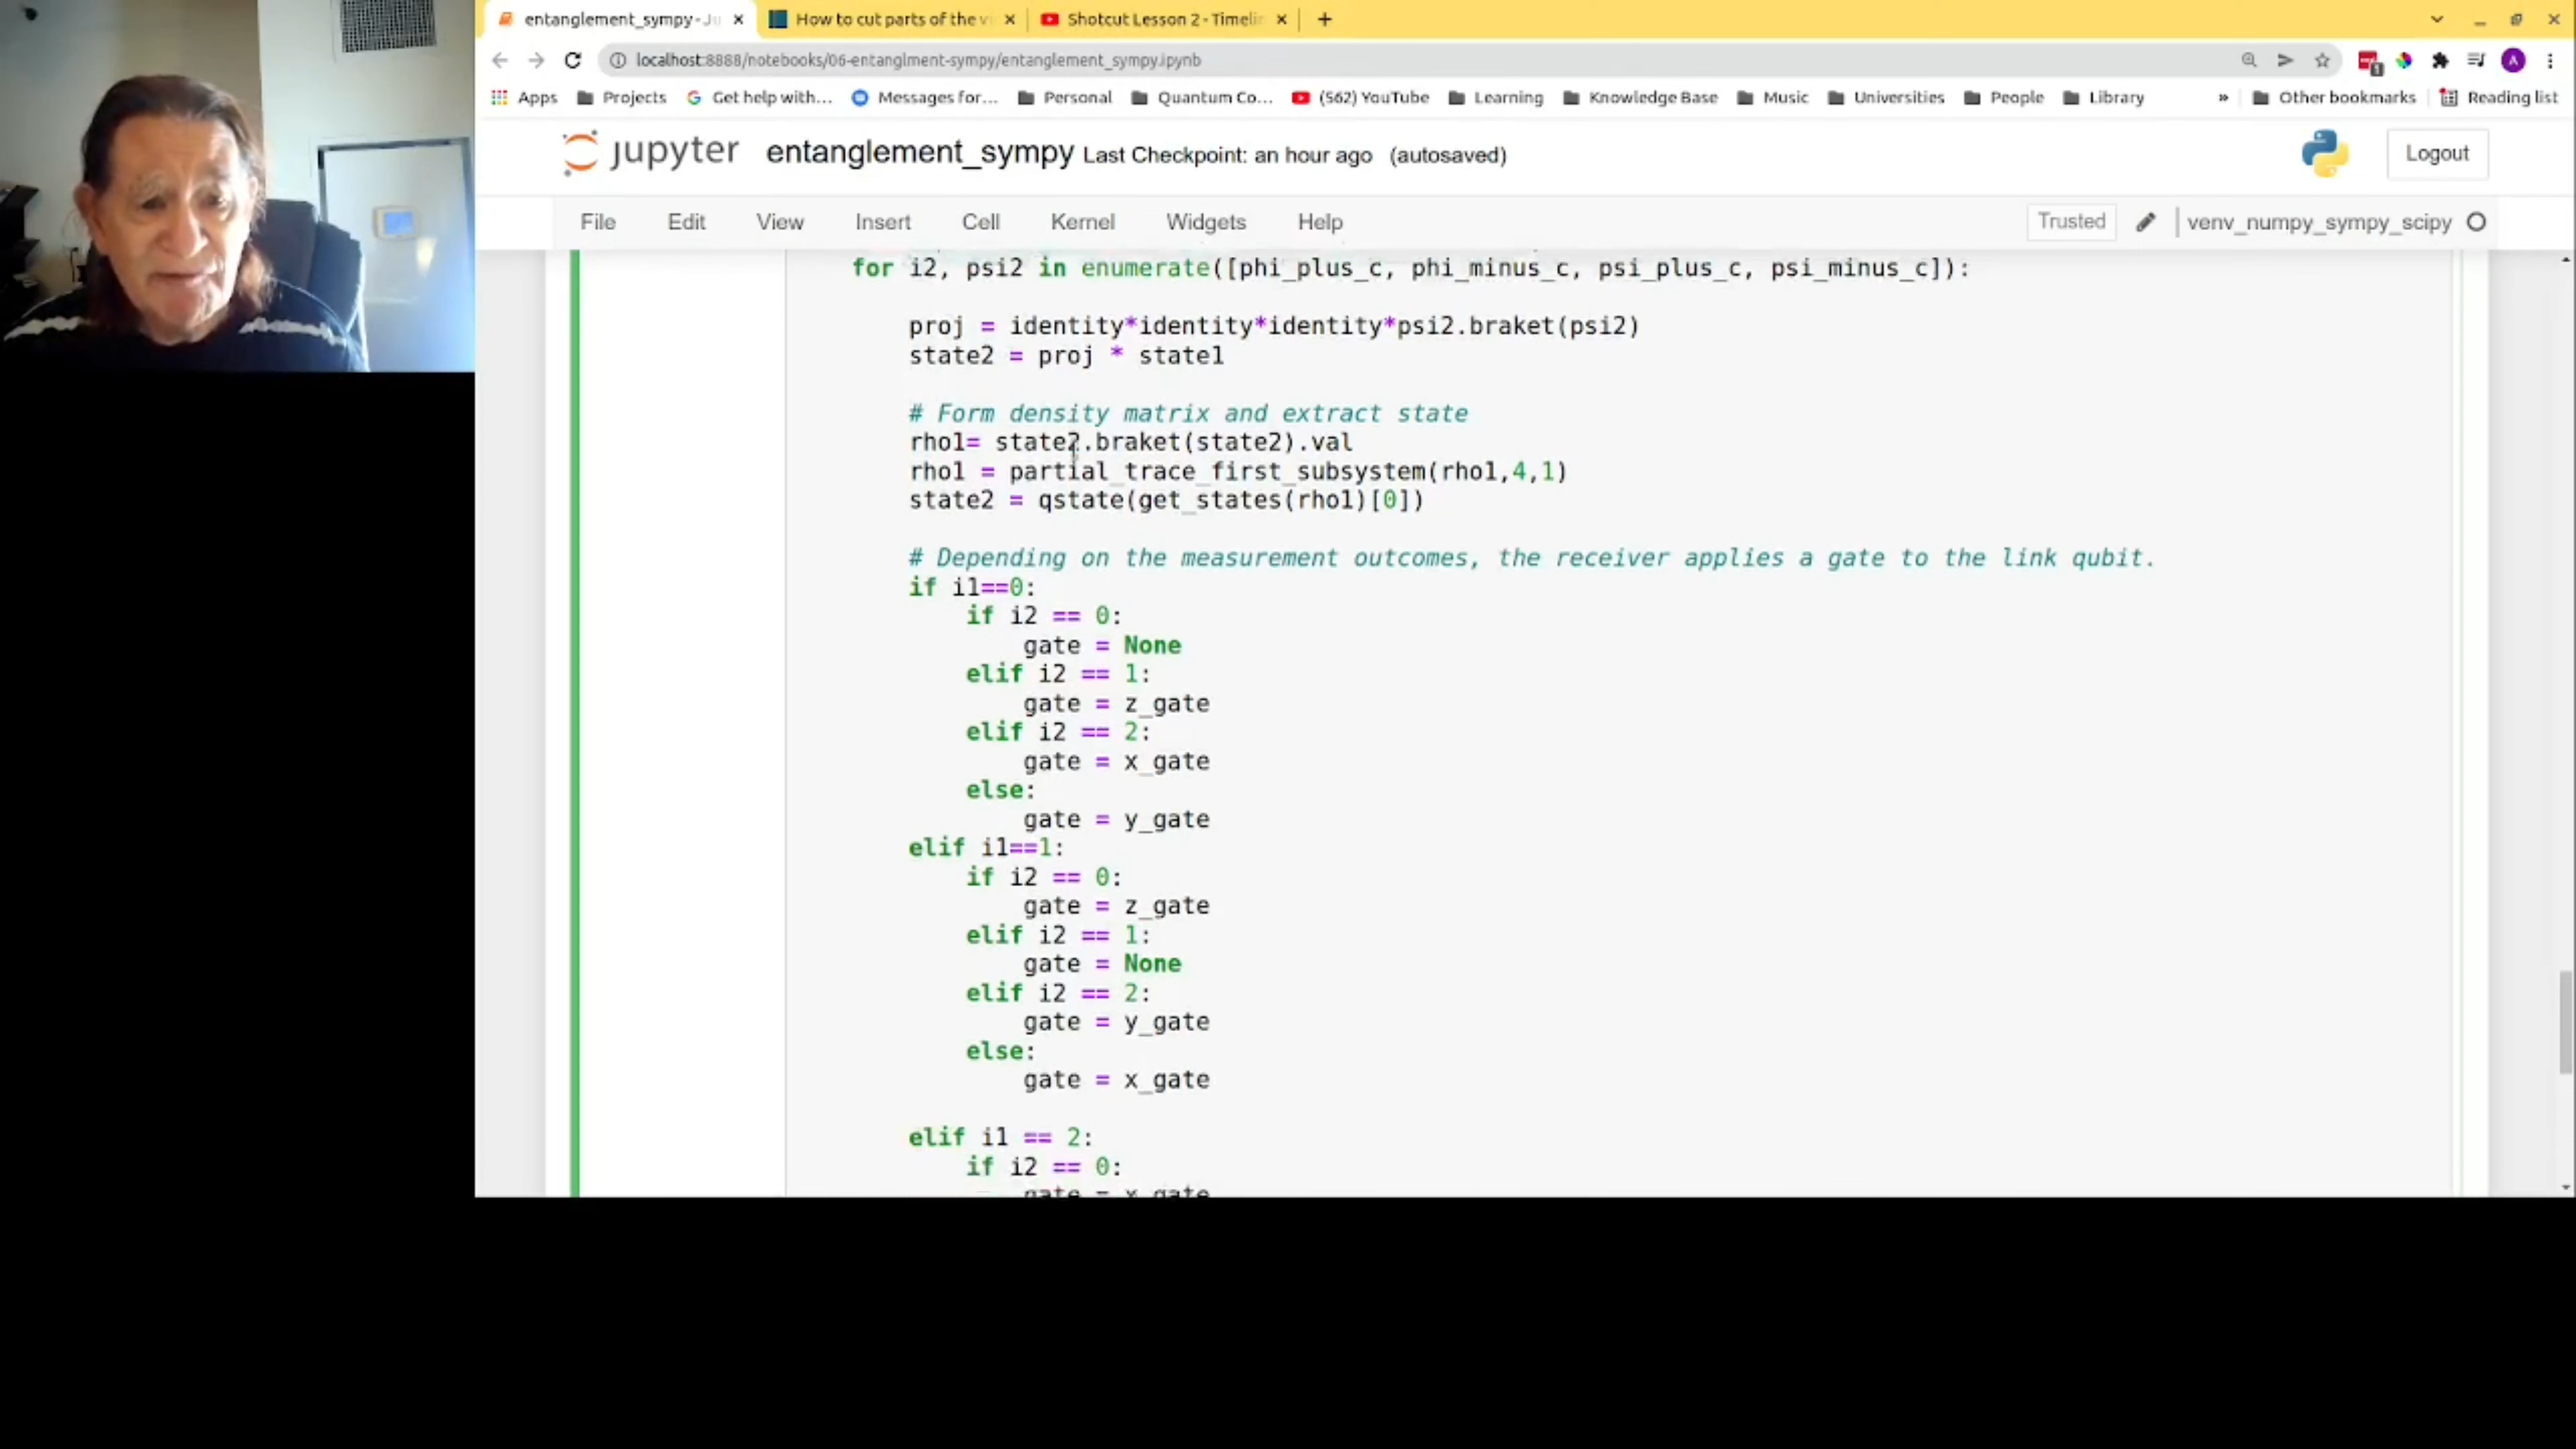 entanglement_sympy - Ju
How to cut parts of the vi
Shotcut Lesson 2 - Timelin
localhost:8888/notebooks/06-entanglment-sympy/entanglement_sympy.ipynb
Apps Projects Get help with... Messages for... Personal Quantum Co... (562) YouTube Learning Knowledge Base Music Universities People Library » Other bookmarks Reading list
jupyter entanglement_sympy Last Checkpoint: an hour ago (autosaved) Logout
File Edit View Insert Cell Kernel Widgets Help Trusted venv_numpy_sympy_scipy
for i2, psi2 in enumerate([phi_plus_c, phi_minus_c, psi_plus_c, psi_minus_c]):
proj = identity*identity*identity*psi2.braket(psi2)
state2 = proj * state1
# Form density matrix and extract state
rho1= state2.braket(state2).val
rho1 = partial_trace_first_subsystem(rho1,4,1)
state2 = qstate(get_states(rho1)[0])
# Depending on the measurement outcomes, the receiver applies a gate to the link qubit.
if i1==0:
if i2 == 0:
gate = None
elif i2 == 1:
gate = z_gate
elif i2 == 2:
gate = x_gate
else:
gate = y_gate
elif i1==1:
if i2 == 0:
gate = z_gate
elif i2 == 1:
gate = None
elif i2 == 2:
gate = y_gate
else:
gate = x_gate
elif i1 == 2:
if i2 == 0:
gate = x_gate